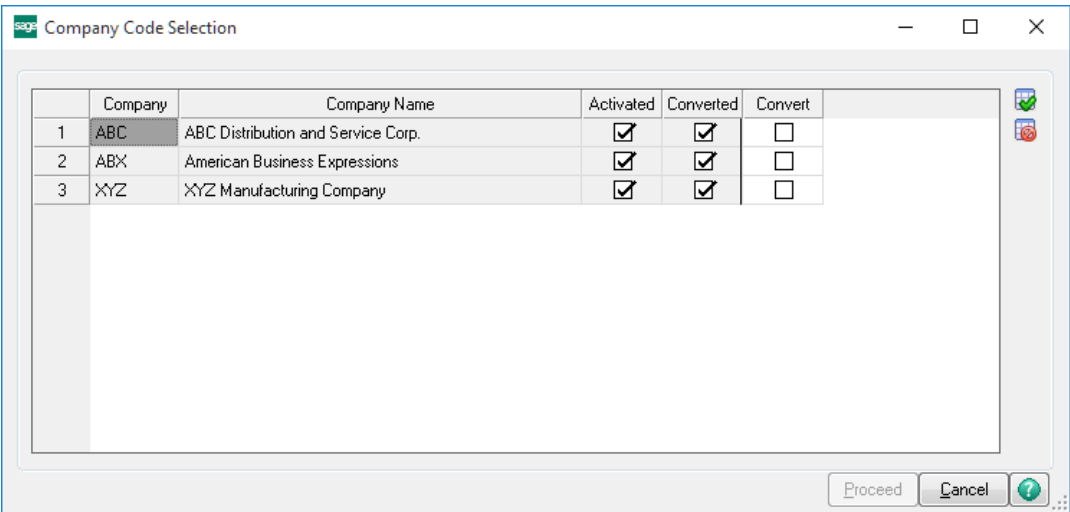 sage Company Code Selection
Company Company Name Activated Converted Convert
1 ABC ABC Distribution and Service Corp.
2 ABX American Business Expressions
3 XYZ XYZ Manufacturing Company
Proceed Cancel ?